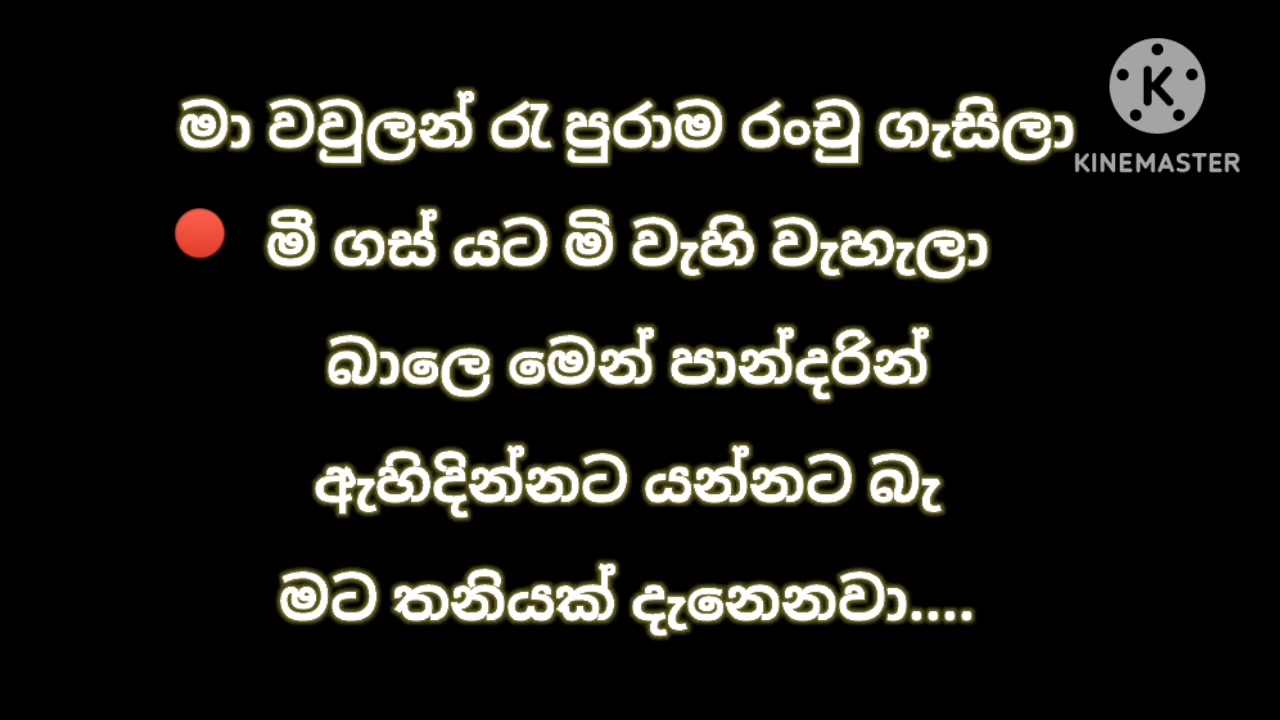 මා වවුලන් රෑ පුරාම රංචු ගැසිලා
KINEMASTER
මී ගස් යට මි වැහි වැහැලා
බාලෙ මෙන් පාන්දරින්
ඇහිදින්නට යන්නට බෑ
මට තනියක් දැනෙනවා....